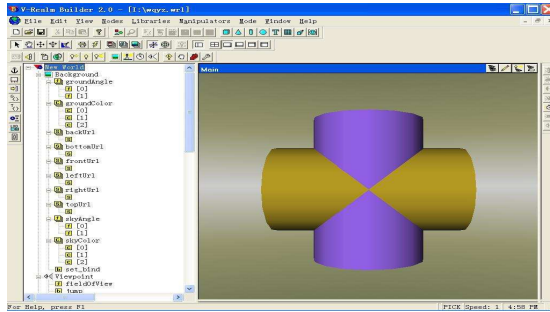 V-Realm Builder 2.0 - [I:\wqyx.wrl]
File Edit View Nodes Libraries Manipulators Mode Window Help
New World
Main
Background
groundAngle
[0]
[1]
groundColor
[0]
[1]
[2]
backUrl
bottomUrl
frontUrl
leftUrl
rightUrl
topUrl
skyAngle
[0]
[1]
skyColor
[0]
[1]
[2]
set_bind
Viewpoint
fieldOfView
jump
For Help, press F1
PICK Speed: 1 4:58 PM